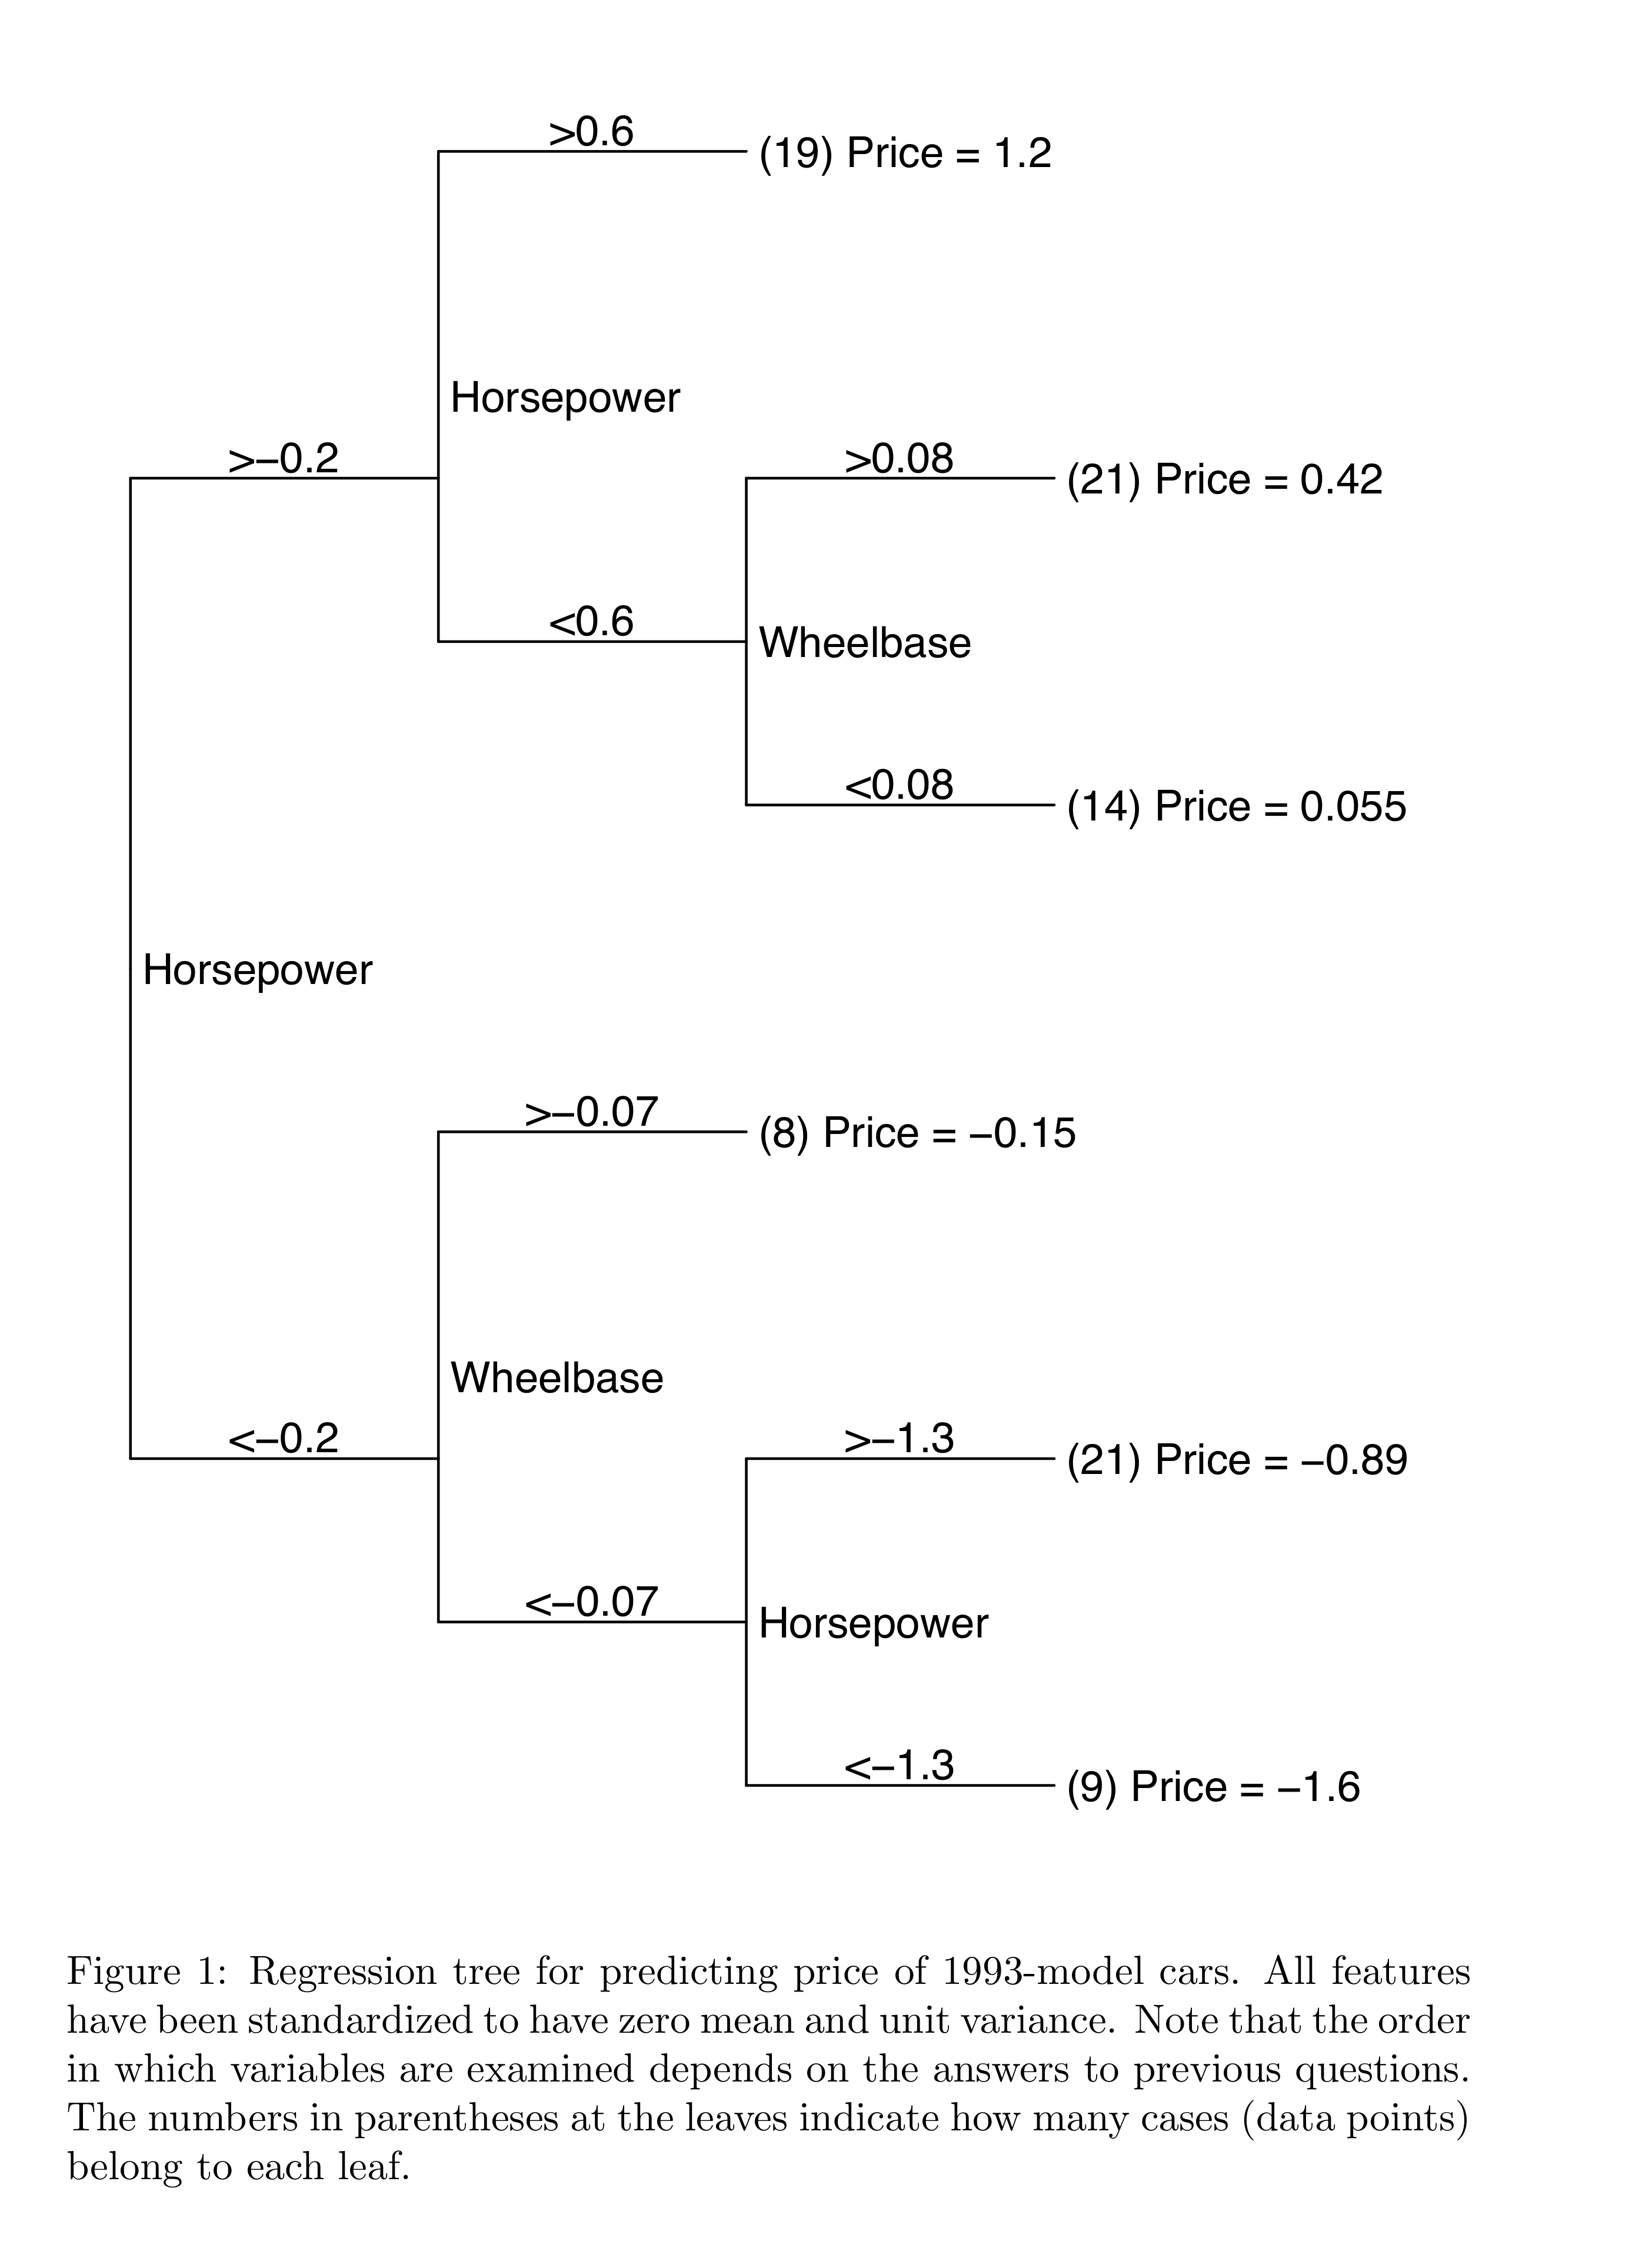 >0.6
(19) Price = 1.2
Horsepower
>−0.2
>0.08
(21) Price = 0.42
<0.6
Wheelbase
<0.08
(14) Price = 0.055
Horsepower
>−0.07
(8) Price = −0.15
Wheelbase
<−0.2
>−1.3
(21) Price = −0.89
<−0.07
Horsepower
<−1.3
(9) Price = −1.6
Figure 1: Regression tree for predicting price of 1993-model cars. All features
have been standardized to have zero mean and unit variance. Note that the order
in which variables are examined depends on the answers to previous questions.
The numbers in parentheses at the leaves indicate how many cases (data points)
belong to each leaf.